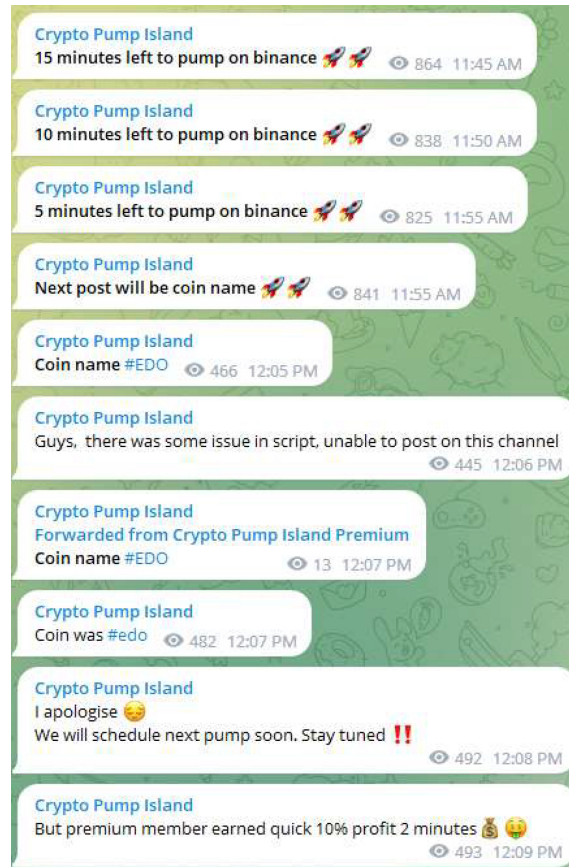 Crypto Pump Island
15 minutes left to pump on binance 🚀 🚀 864 11:45 AM
Crypto Pump Island
10 minutes left to pump on binance 🚀 🚀 838 11:50 AM
Crypto Pump Island
5 minutes left to pump on binance 🚀 🚀 825 11:55 AM
Crypto Pump Island
Next post will be coin name 🚀 🚀 841 11:55 AM
Crypto Pump Island
Coin name #EDO 466 12:05 PM
Crypto Pump Island
Guys, there was some issue in script, unable to post on this channel
445 12:06 PM
Crypto Pump Island
Forwarded from Crypto Pump Island Premium
Coin name #EDO 13 12:07 PM
Crypto Pump Island
Coin was #edo 482 12:07 PM
Crypto Pump Island
I apologise 😔
We will schedule next pump soon. Stay tuned ‼️
492 12:08 PM
Crypto Pump Island
But premium member earned quick 10% profit 2 minutes 💰 🤑
493 12:09 PM